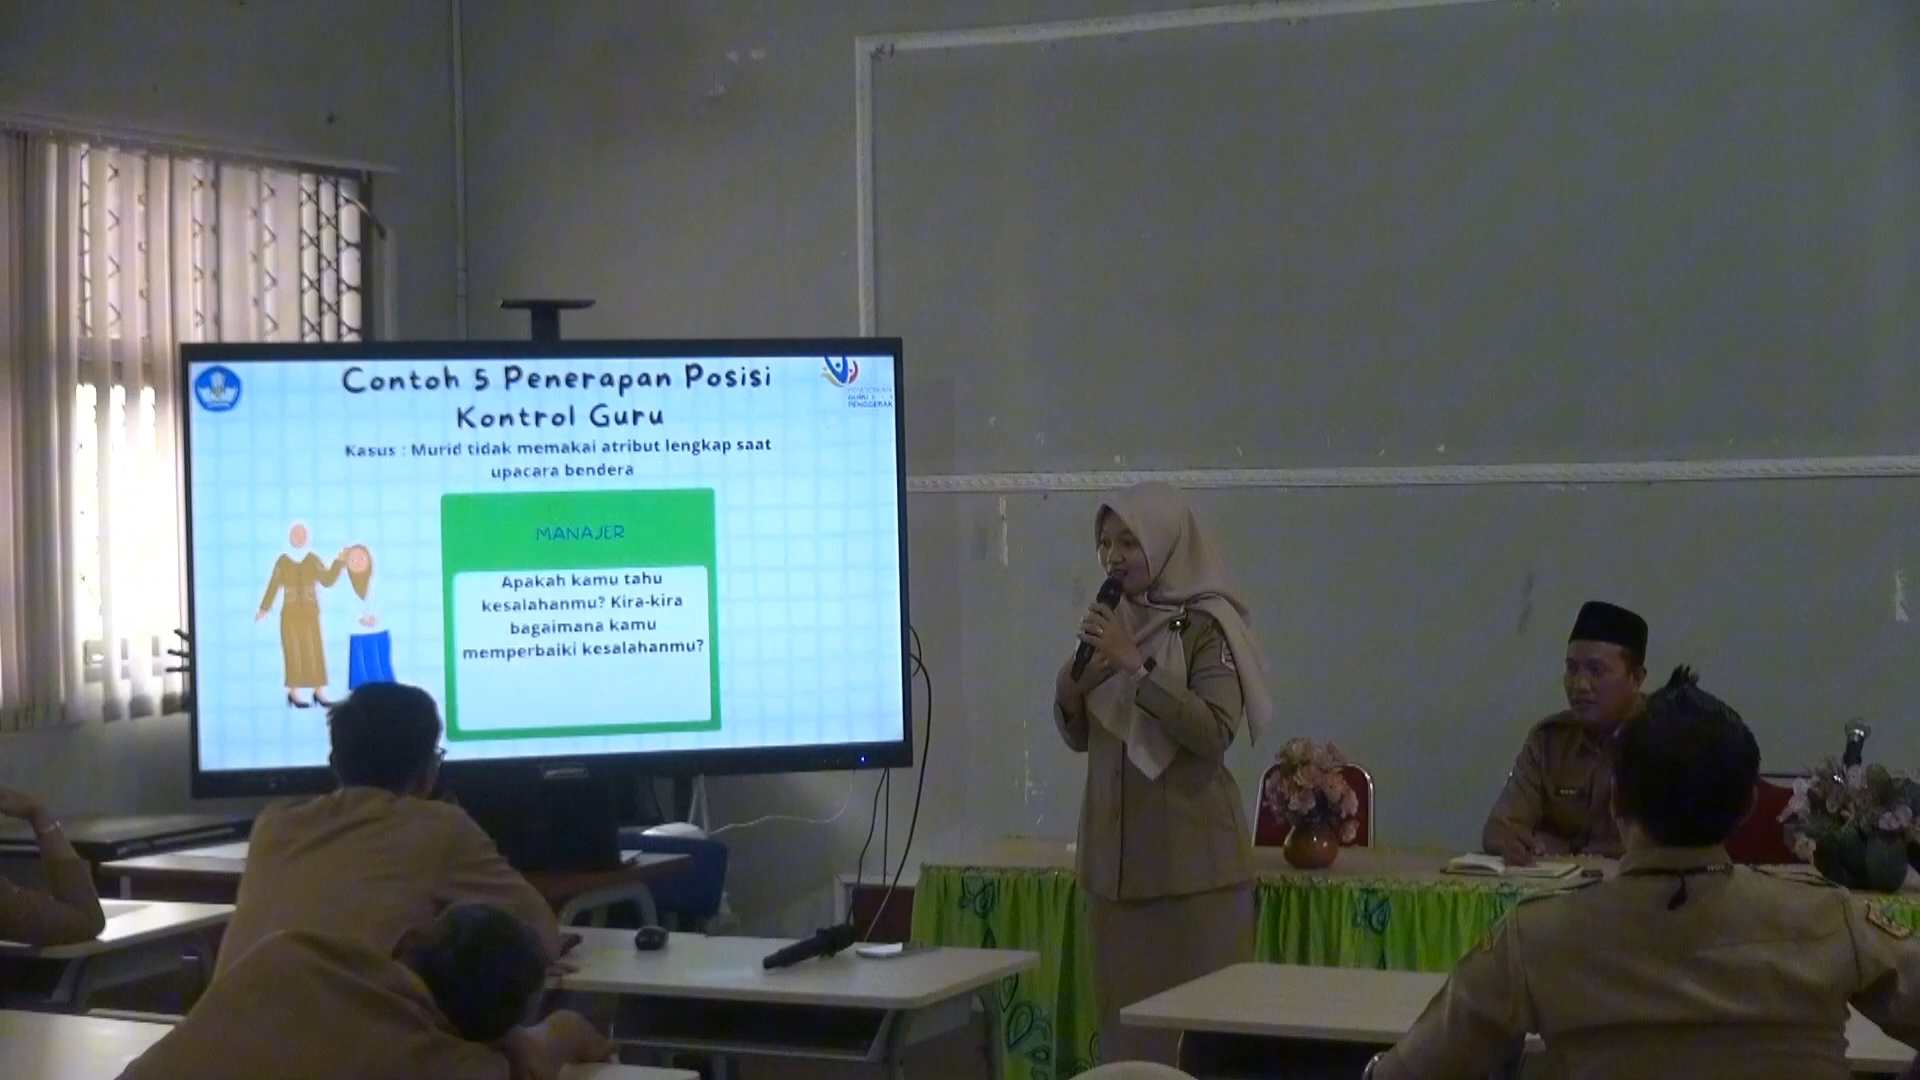 Contoh 5 Penerapan Posisi
Kontrol Guru
Kasus : Murid tidak memakai atribut lengkap saat
upacara bendera
MANAJER
Apakah kamu tahu
kesalahanmu? Kira-kira
bagaimana kamu
memperbaiki kesalahanmu?
PENGGERAK